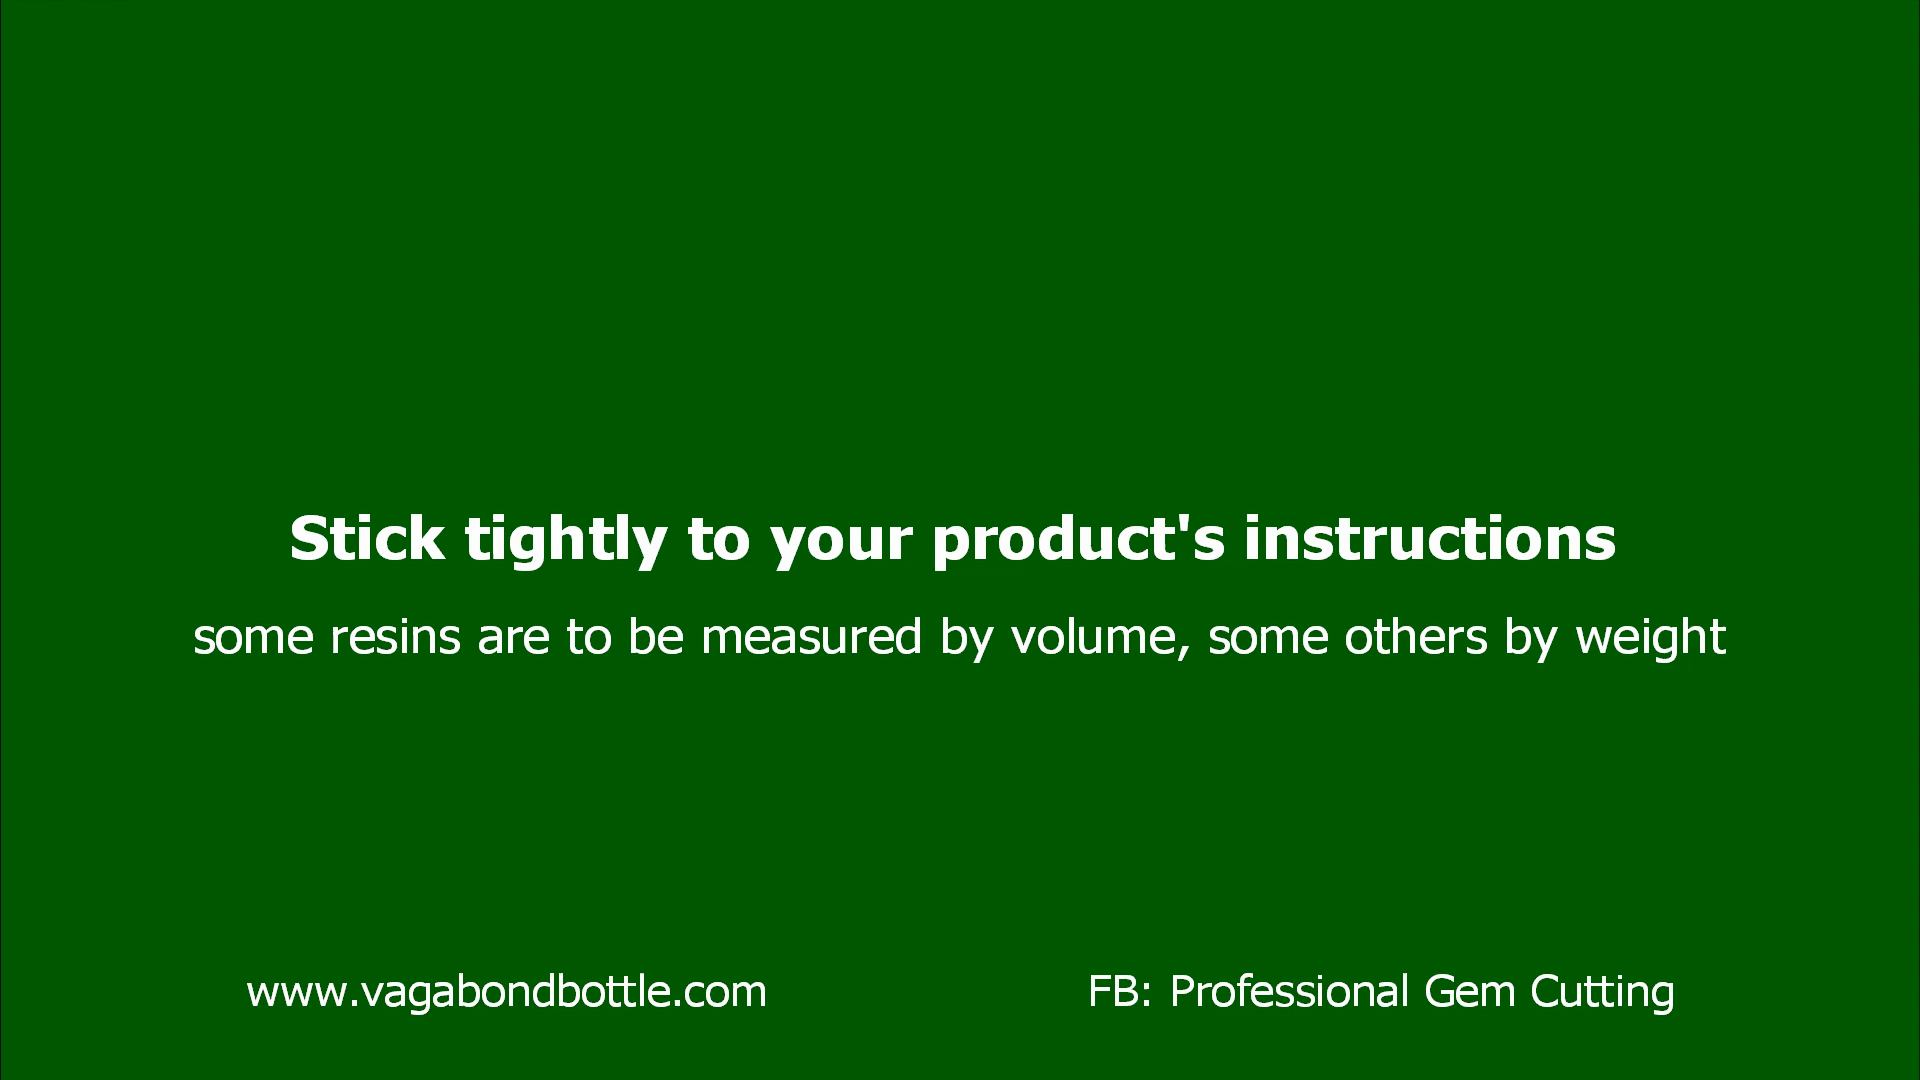 Stick tightly to your product's instructions
some resins are to be measured by volume, some others by weight
www.vagabondbottle.com
FB: Professional Gem Cutting